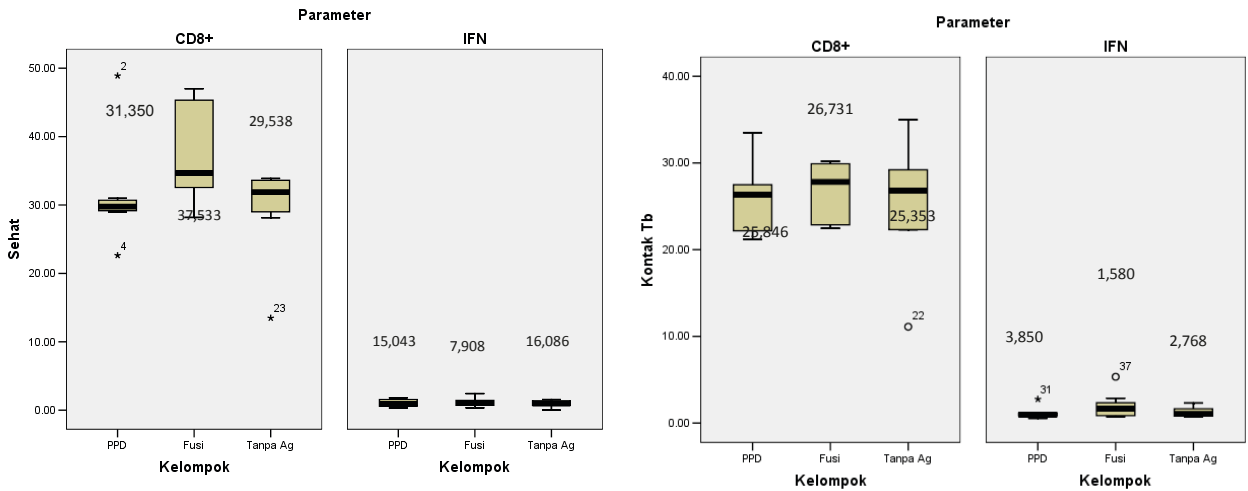 Parameter
CD8+
IFN
Sehat
50.00
40.00
30.00
20.00
10.00
0.00
2
31,350
4
37,533
29,538
23
15,043
7,908
16,086
PPD
Fusi
Tanpa Ag
PPD
Fusi
Tanpa Ag
Kelompok
Kelompok
Parameter
CD8+
IFN
Kontak Tb
40.00
30.00
20.00
10.00
0.00
26,731
25,846
25,353
22
1,580
3,850
2,768
37
31
PPD
Fusi
Tanpa Ag
PPD
Fusi
Tanpa Ag
Kelompok
Kelompok